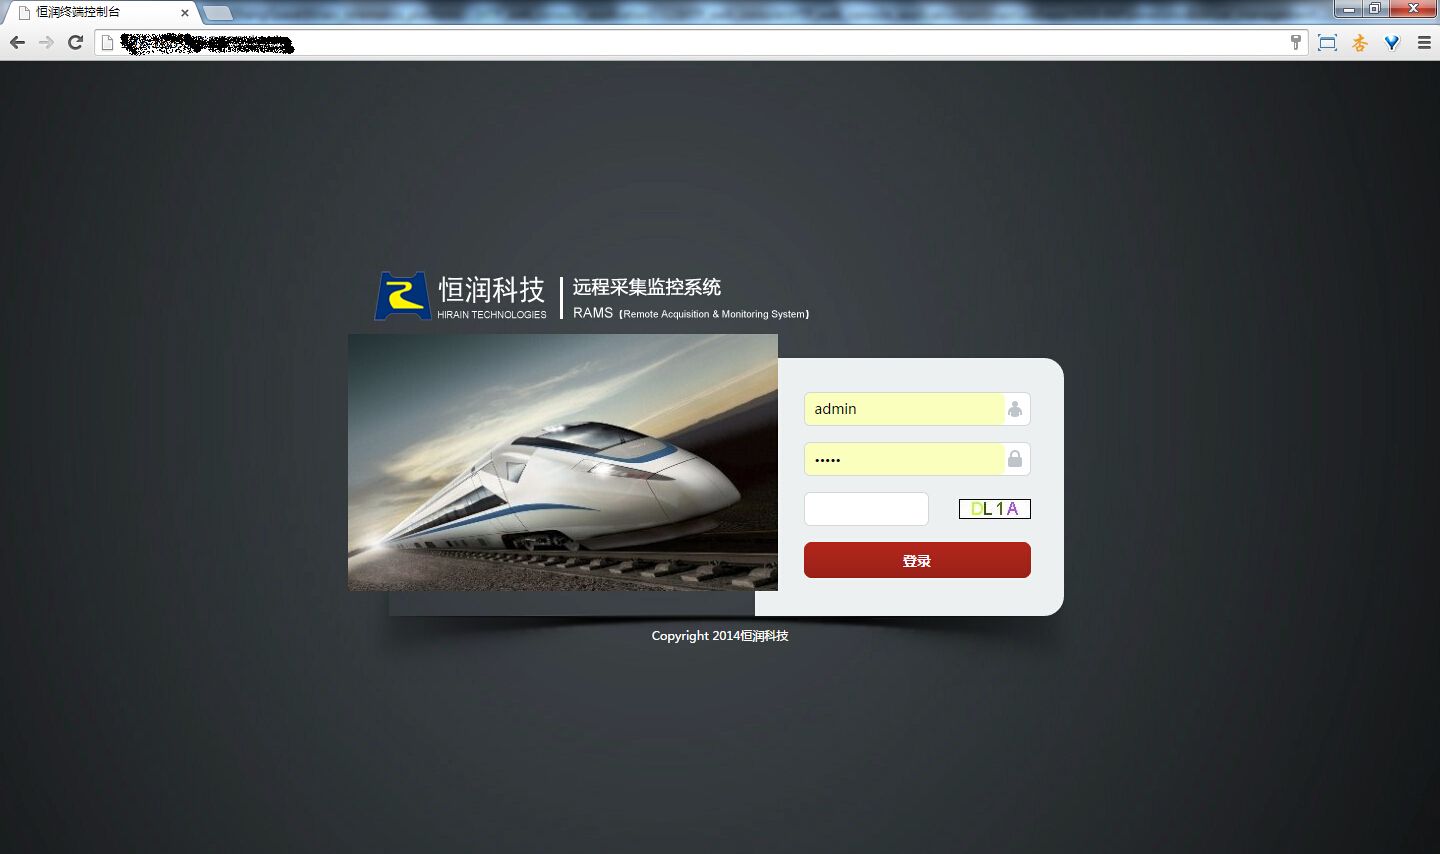 恒润终端控制台
恒润科技
HIRAIN TECHNOLOGIES
远程采集监控系统
RAMS【Remote Acquisition & Monitoring System】
admin
•••••
DL1A
登录
Copyright 2014恒润科技